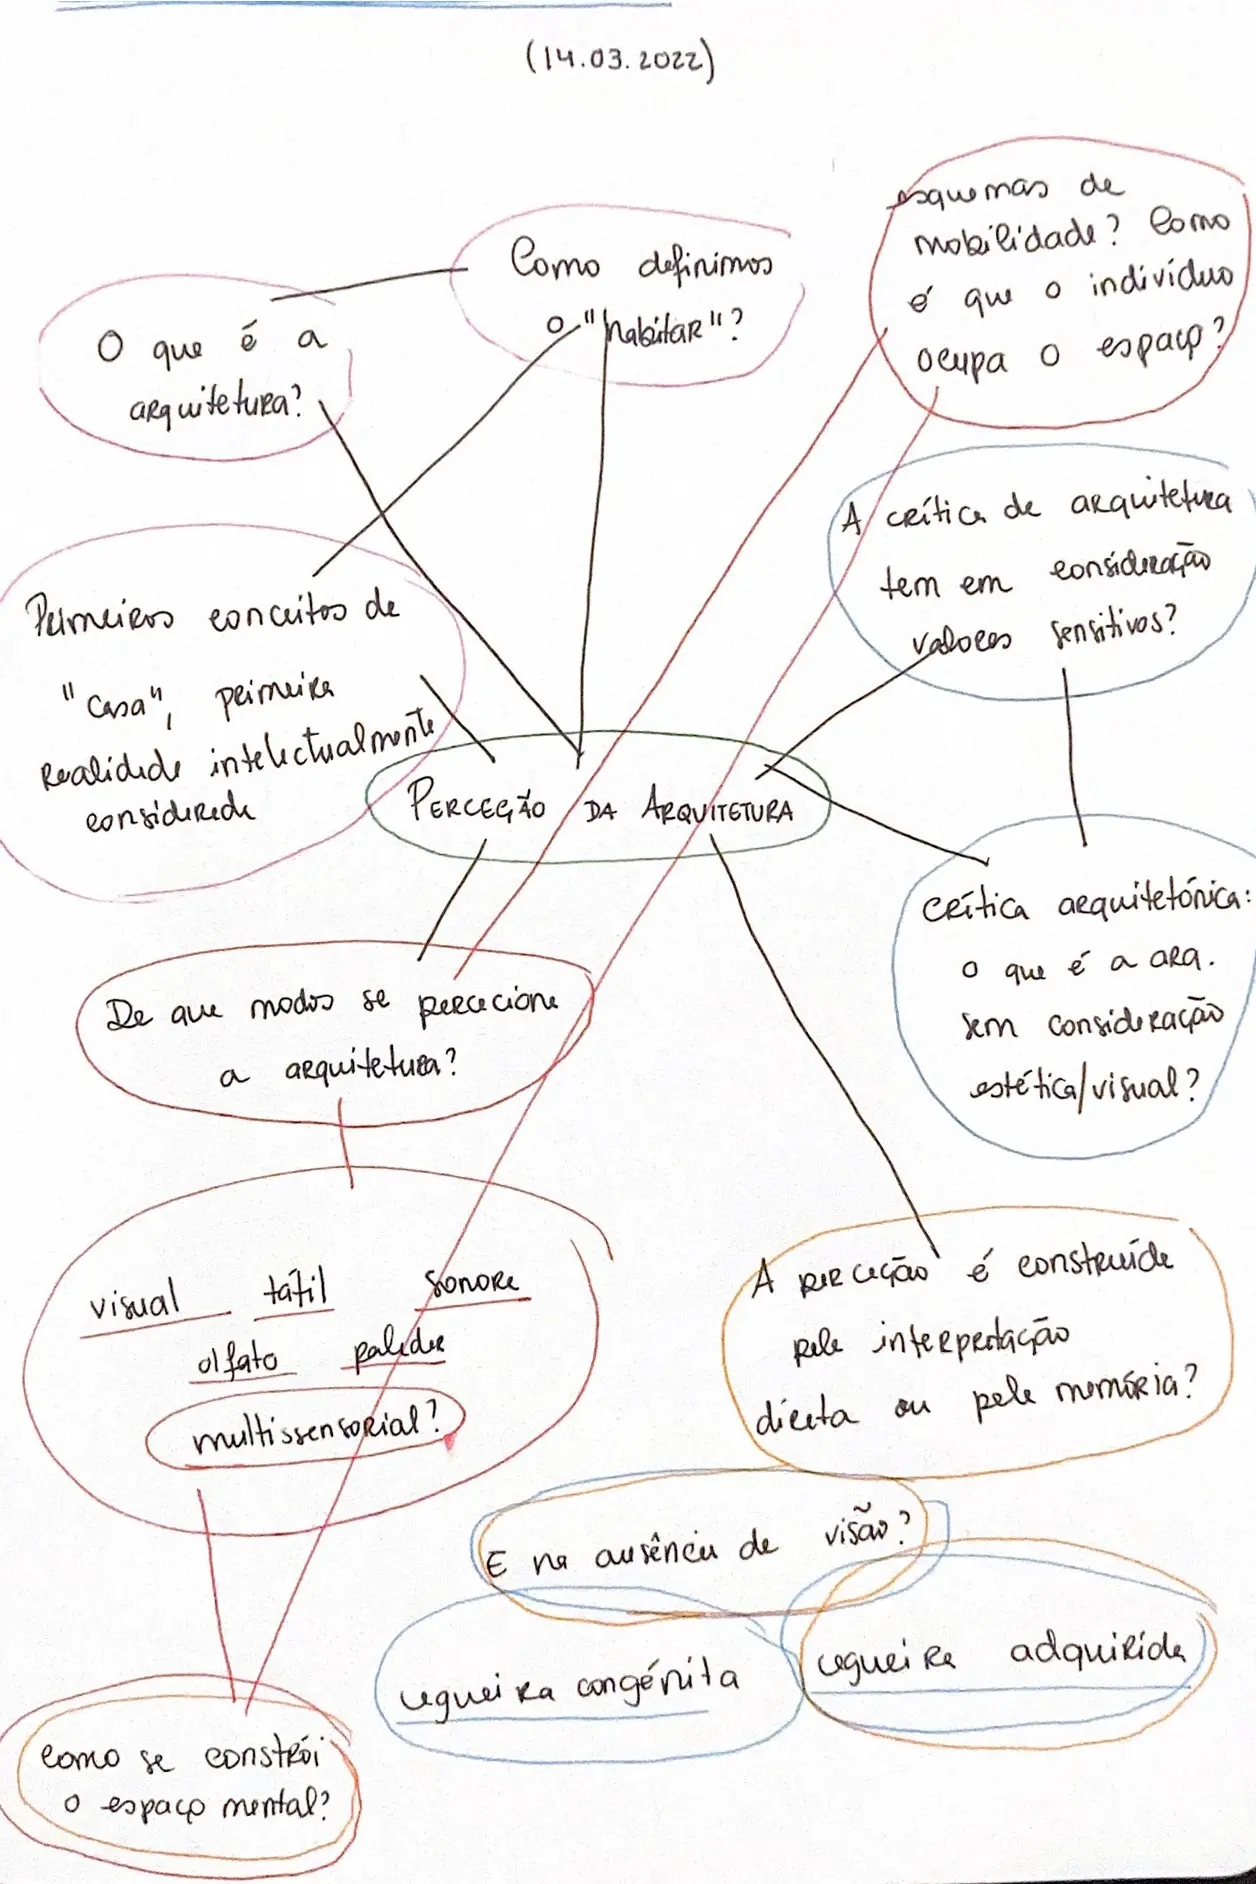 (14.03.2022)
esquemas de
mobilidade? Como
é que o indivíduo
ocupa o espaço?
Como definimos
o "habitar"?
O que é a
arquitetura?
A crítica de arquitetura
tem em consideração
valores sensitivos?
Primeiros conceitos de
"casa", primeira
realidade intelectualmente
considerada
PERCEÇÃO DA ARQUITETURA
crítica arquitetónica:
o que é a arq.
sem consideração
estética/visual?
De que modos se perceciona
a arquitetura?
visual tátil sonora
olfato paladar
multissensorial?
A perceção é construída
pela interpretação
direta ou pela memória?
E na ausência de visão?
cegueira congénita
cegueira adquirida
como se constrói
o espaço mental?